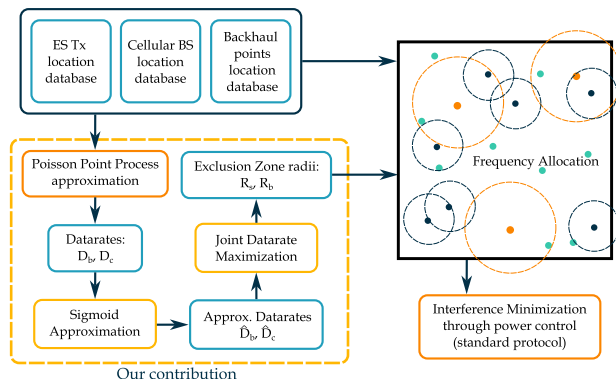 ES Tx
location
database
Cellular BS
location
database
Backhaul
points
location
database
Poisson Point Process
approximation
Exclusion Zone radii:
Rₛ, R_b
Frequency Allocation
Datarates:
D_b, D_c
Joint Datarate
Maximization
Sigmoid
Approximation
Approx. Datarates
D̂_b, D̂_c
Interference Minimization
through power control
(standard protocol)
Our contribution